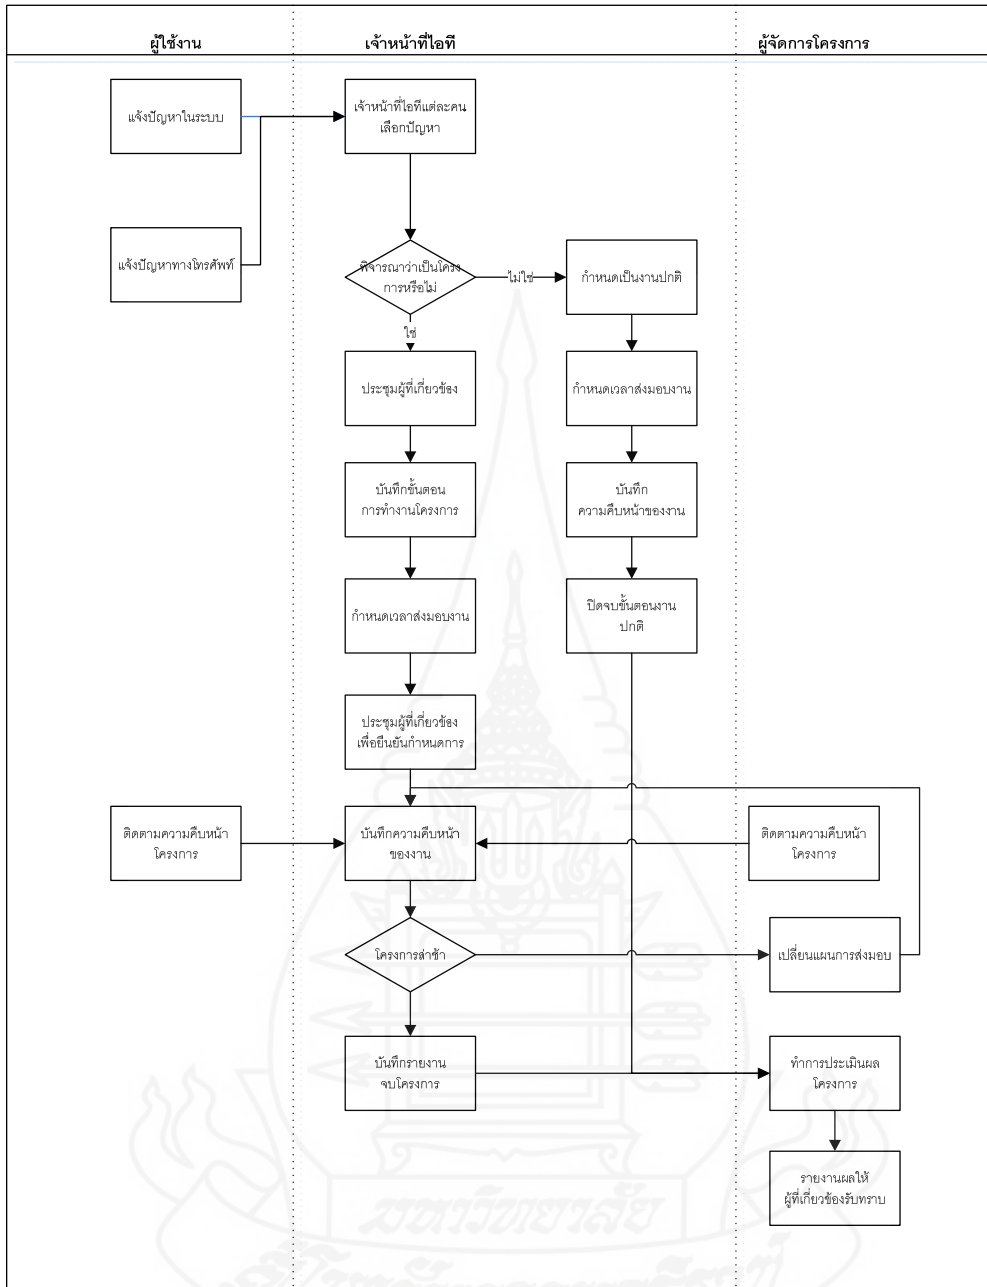 ผู้ใช้งาน
เจ้าหน้าที่ไอที
ผู้จัดการโครงการ
แจ้งปัญหาในระบบ
เจ้าหน้าที่ไอทีแต่ละคน
เลือกปัญหา
แจ้งปัญหาทางโทรศัพท์
พิจารณาว่าเป็นโครง
การหรือไม่
ไม่ใช่
กำหนดเป็นงานปกติ
ใช่
ประชุมผู้ที่เกี่ยวข้อง
กำหนดเวลาส่งมอบงาน
บันทึกขั้นตอน
การทำงานโครงการ
บันทึก
ความคืบหน้าของงาน
กำหนดเวลาส่งมอบงาน
ปิดจบขั้นตอนงาน
ปกติ
ประชุมผู้ที่เกี่ยวข้อง
เพื่อยืนยันกำหนดการ
ติดตามความคืบหน้า
โครงการ
บันทึกความคืบหน้า
ของงาน
ติดตามความคืบหน้า
โครงการ
โครงการล่าช้า
เปลี่ยนแผนการส่งมอบ
บันทึกรายงาน
จบโครงการ
ทำการประเมินผล
โครงการ
รายงานผลให้
ผู้ที่เกี่ยวข้องรับทราบ
มหาวิทยาลัย